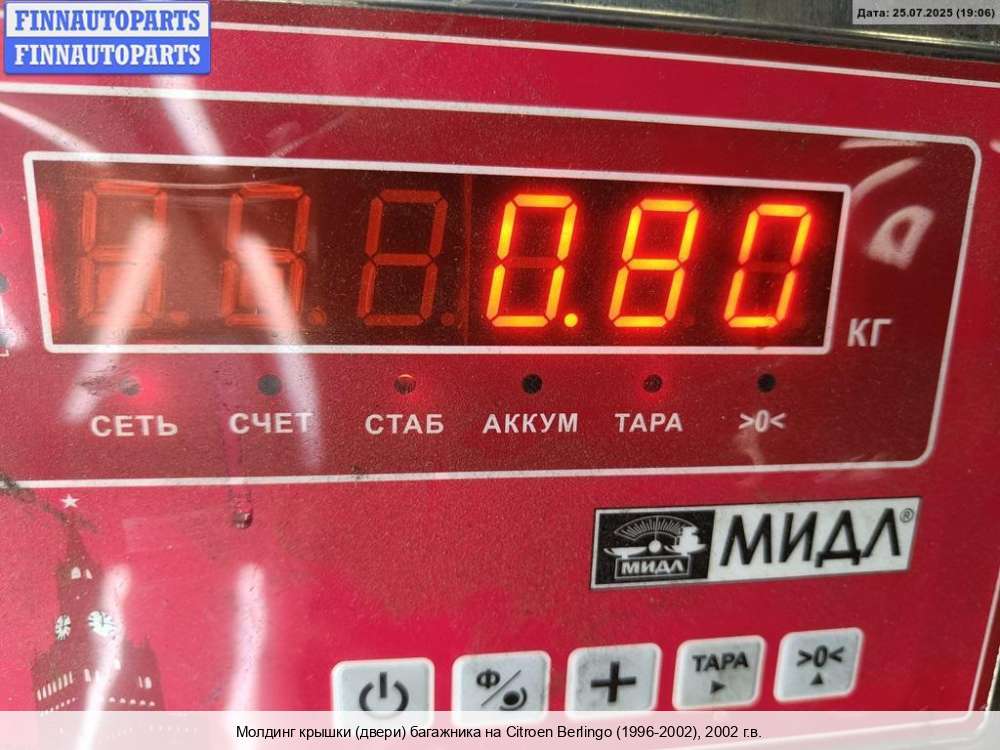 FINNAUTOPARTS
FINNAUTOPARTS
Дата: 25.07.2025 (19:06)
0.80
КГ
СЕТЬ СЧЕТ СТАБ АККУМ ТАРА >0<
МИДЛ МИДЛ®
Ф ТАРА >0<
Молдинг крышки (двери) багажника на Citroen Berlingo (1996-2002), 2002 г.в.